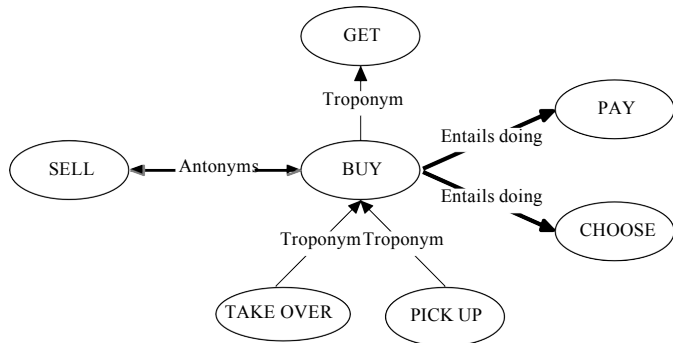 GET
Troponym
PAY
Entails doing
SELL
Antonyms
BUY
Entails doing
CHOOSE
Troponym
Troponym
TAKE OVER
PICK UP